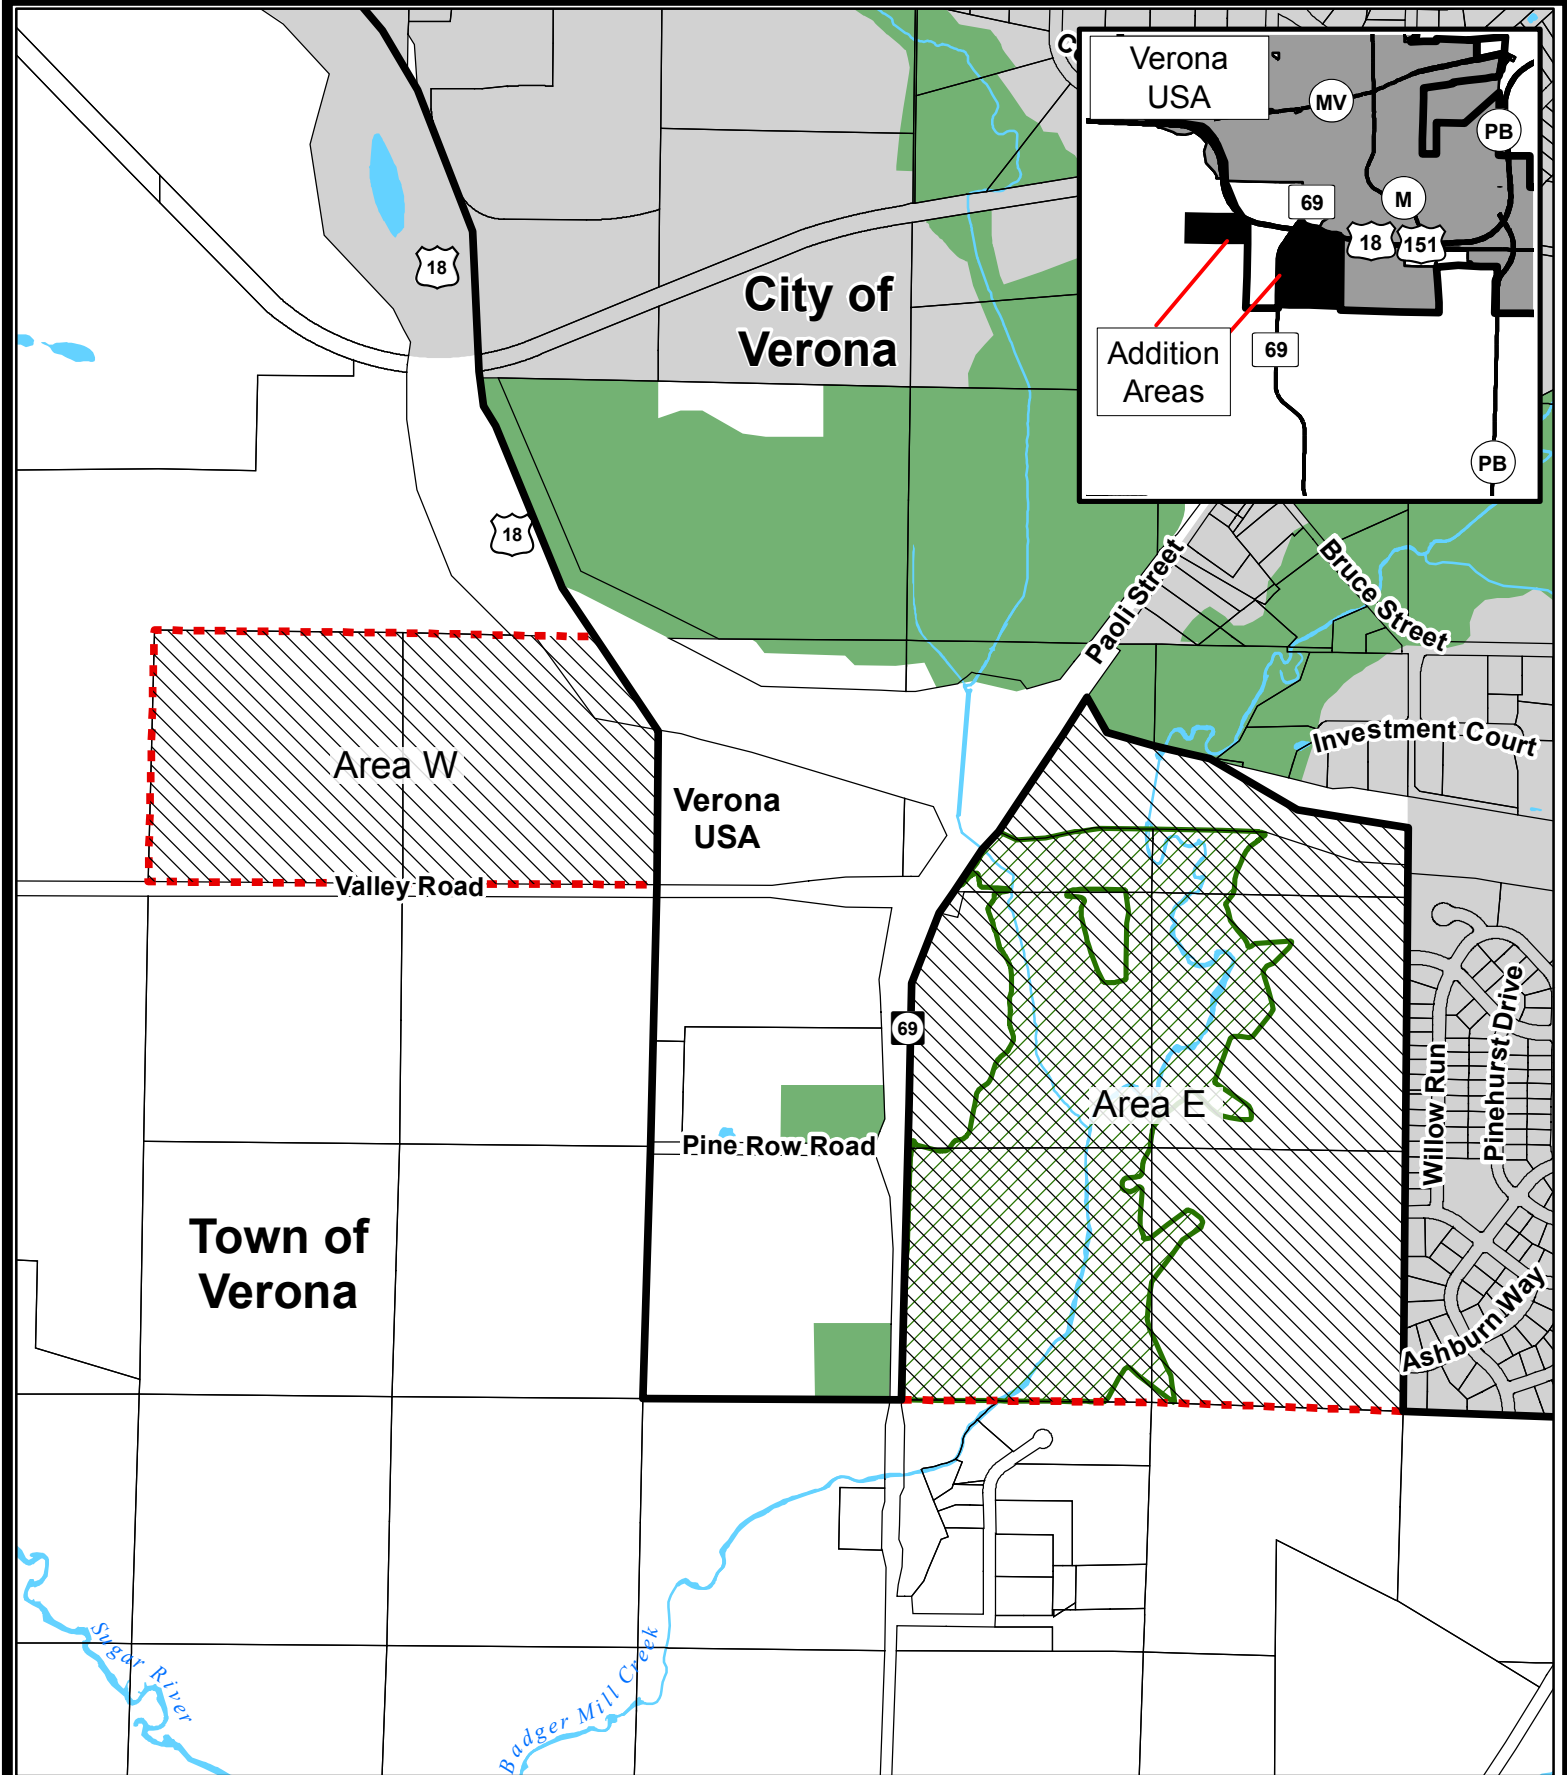 Verona
USA
MV
PB
69
M
18
151
Addition
Areas
69
PB
18
City of
Verona
18
Paoli Street
Bruce Street
Investment Court
Area W
Verona
USA
Valley Road
69
Area E
Pine Row Road
Willow Run
Pinehurst Drive
Town of
Verona
Ashburn Way
Sugar River
Badger Mill Creek